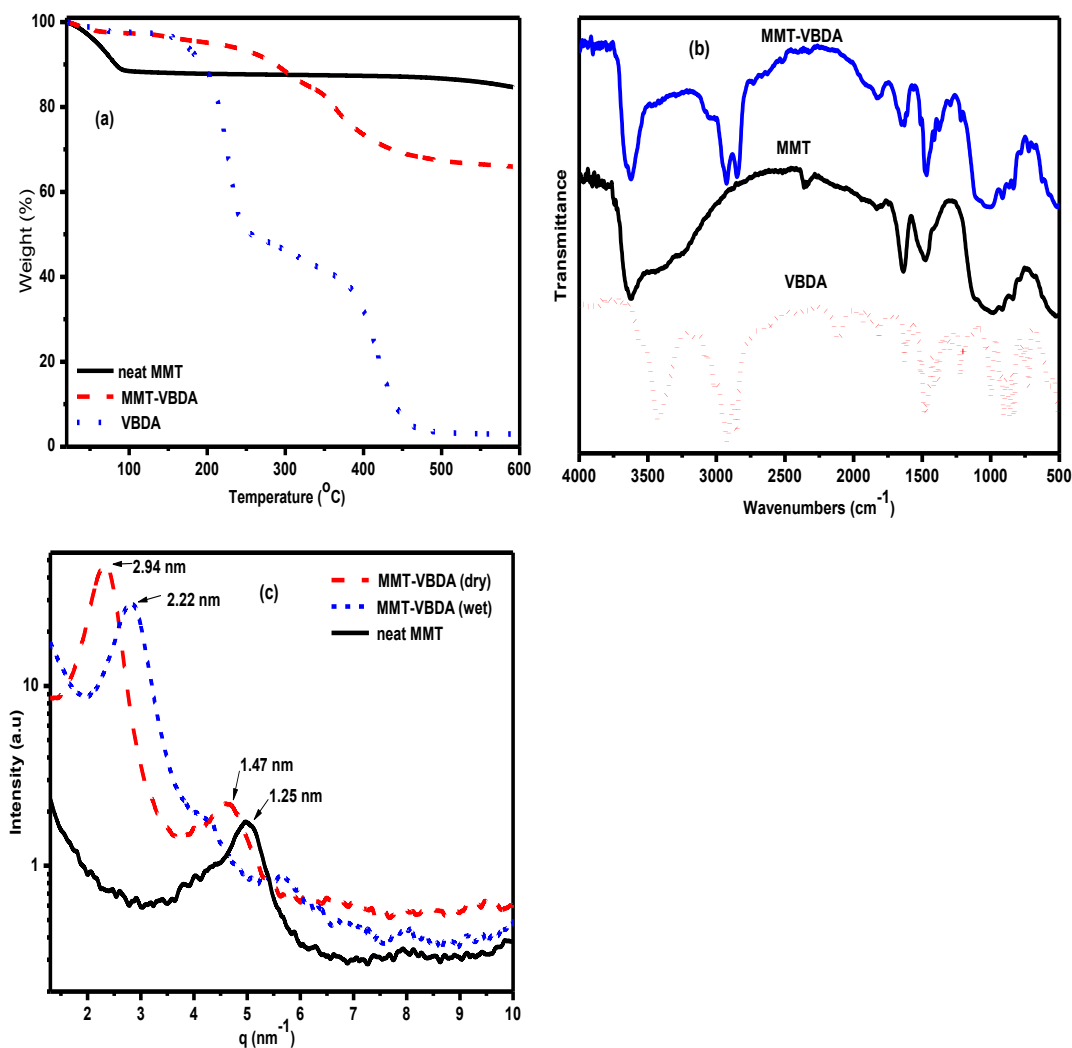 100
80
60
40
20
0
Weight (%)
(a)
neat MMT
MMT-VBDA
VBDA
100 200 300 400 500 600
Temperature (°C)
(b)
MMT-VBDA
MMT
VBDA
Transmittance
4000 3500 3000 2500 2000 1500 1000 500
Wavenumbers (cm⁻¹)
2.94 nm
2.22 nm
(c)
MMT-VBDA (dry)
MMT-VBDA (wet)
neat MMT
1.47 nm
1.25 nm
10
1
Intensity (a.u)
2 3 4 5 6 7 8 9 10
q (nm⁻¹)